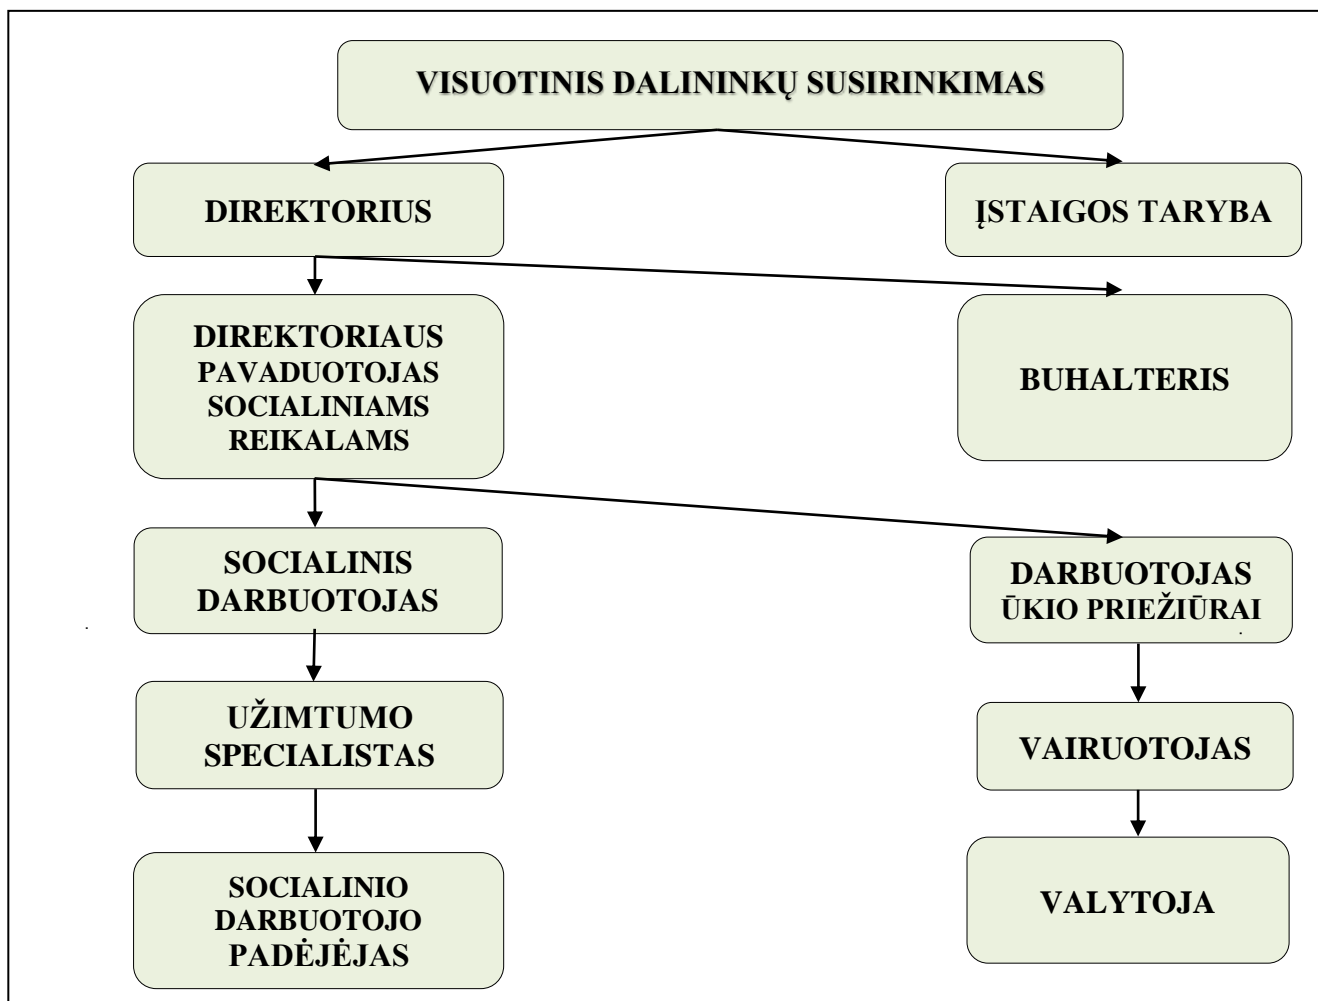 VISUOTINIS DALININKŲ SUSIRINKIMAS
DIREKTORIUS
ĮSTAIGOS TARYBA
DIREKTORIAUS
PAVADUOTOJAS
SOCIALINIAMS
REIKALAMS
BUHALTERIS
SOCIALINIS
DARBUOTOJAS
DARBUOTOJAS
ŪKIO PRIEŽIŪRAI
UŽIMTUMO
SPECIALISTAS
VAIRUOTOJAS
SOCIALINIO
DARBUOTOJO
PADĖJĖJAS
VALYTOJA